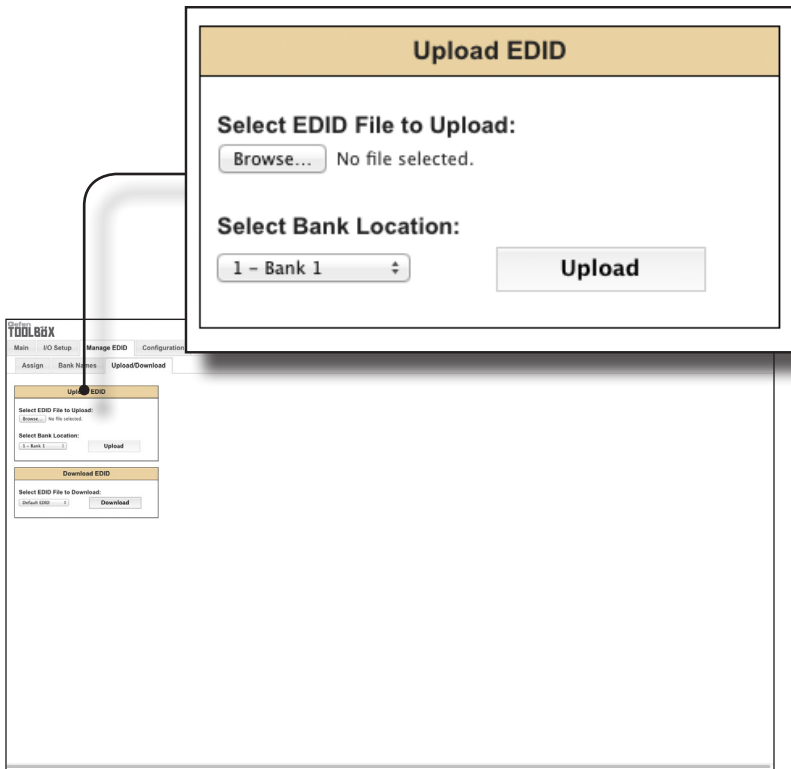 Upload EDID
Select EDID File to Upload:
Browse... No file selected.
Select Bank Location:
1 – Bank 1
Upload
Gefen
TOOLBOX
Main I/O Setup Manage EDID Configuration
Assign Bank Names Upload/Download
Upload EDID
Select EDID File to Upload:
Browse... No file selected.
Select Bank Location:
1 – Bank 1
Upload
Download EDID
Select EDID File to Download:
Default EDID
Download